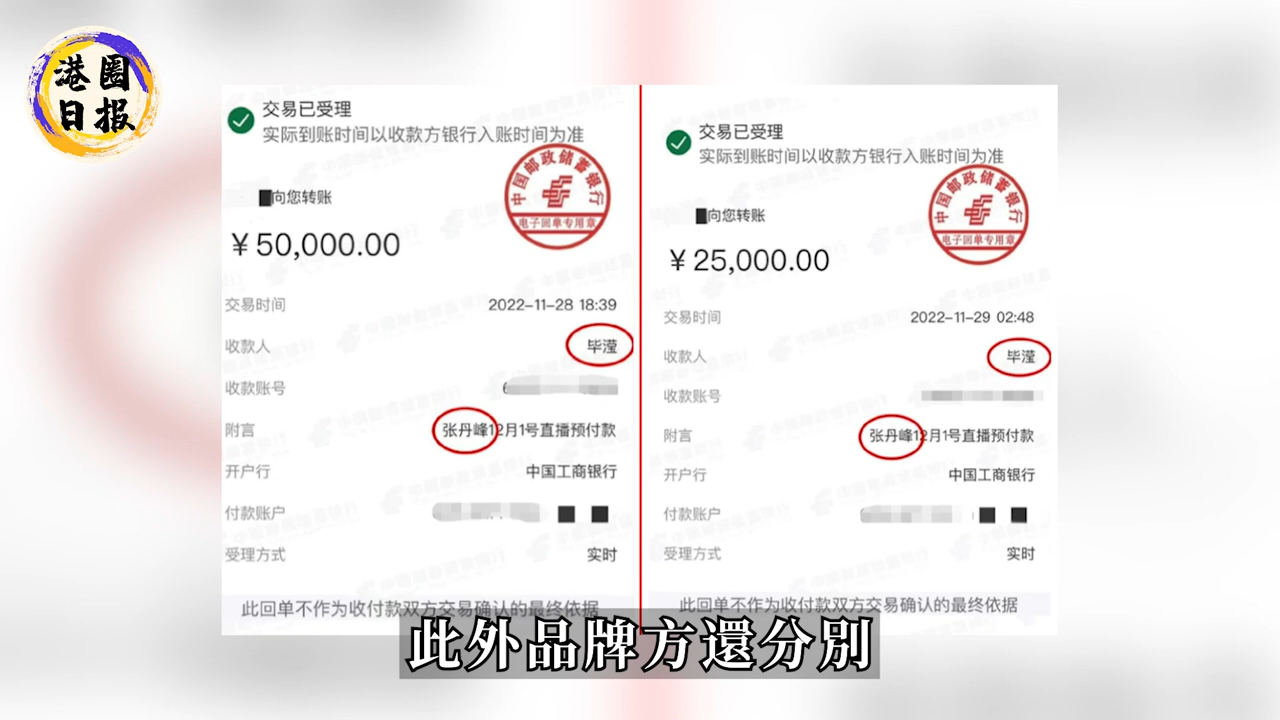 港圈
日报
交易已受理
实际到账时间以收款方银行入账时间为准
中国邮政储蓄银行
电子回单专用章
向您转账
￥50,000.00
交易时间 2022-11-28 18:39
收款人 毕滢
收款账号 6
附言 张丹峰12月1号直播预付款
开户行 中国工商银行
付款账户
受理方式 实时
此回单不作为收付款双方交易确认的最终依据
交易已受理
实际到账时间以收款方银行入账时间为准
中国邮政储蓄银行
电子回单专用章
向您转账
￥25,000.00
交易时间 2022-11-29 02:48
收款人 毕滢
收款账号
附言 张丹峰12月1号直播预付款
开户行 中国工商银行
付款账户
受理方式 实时
此回单不作为收付款双方交易确认的最终依据
此外品牌方還分別